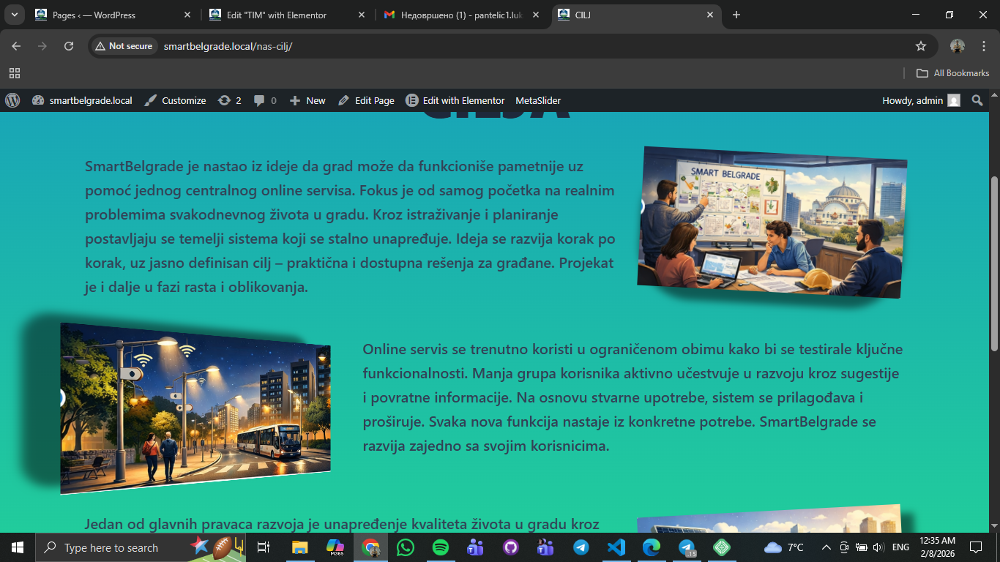 Pages ‹ — WordPress
Edit "TIM" with Elementor
Недовршено (1) - pantelic1.luk
CILJ
Not secure
smartbelgrade.local/nas-cilj/
All Bookmarks
smartbelgrade.local
Customize
2
0
New
Edit Page
Edit with Elementor
MetaSlider
Howdy, admin
SmartBelgrade je nastao iz ideje da grad može da funkcioniše pametnije uz
pomoć jednog centralnog online servisa. Fokus je od samog početka na realnim
problemima svakodnevnog života u gradu. Kroz istraživanje i planiranje
postavljaju se temelji sistema koji se stalno unapređuje. Ideja se razvija korak po
korak, uz jasno definisan cilj – praktična i dostupna rešenja za građane. Projekat
je i dalje u fazi rasta i oblikovanja.
SMART BELGRADE
Online servis se trenutno koristi u ograničenom obimu kako bi se testirale ključne
funkcionalnosti. Manja grupa korisnika aktivno učestvuje u razvoju kroz sugestije
i povratne informacije. Na osnovu stvarne upotrebe, sistem se prilagođava i
proširuje. Svaka nova funkcija nastaje iz konkretne potrebe. SmartBelgrade se
razvija zajedno sa svojim korisnicima.
Jedan od glavnih pravaca razvoja je unapređenje kvaliteta života u gradu kroz
Type here to search
M365
..15
7°C
ENG
12:35 AM
2/8/2026